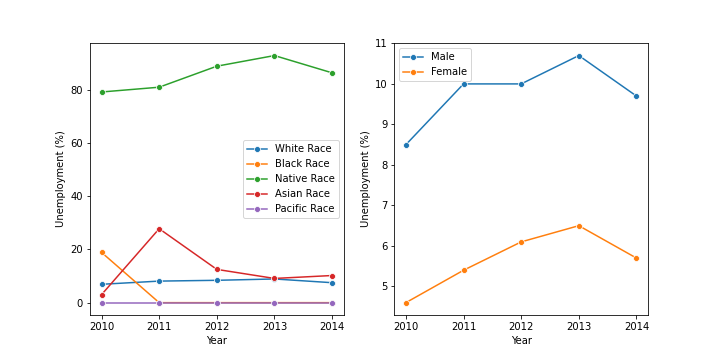 Unemployment (%)
80
60
40
20
0
2010 2011 2012 2013 2014
Year
White Race
Black Race
Native Race
Asian Race
Pacific Race
Unemployment (%)
11
10
9
8
7
6
5
2010 2011 2012 2013 2014
Year
Male
Female